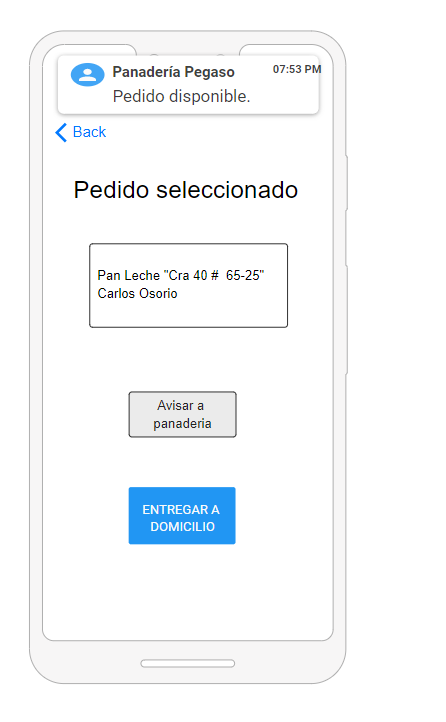 Panadería Pegaso 07:53 PM
Pedido disponible.
Back
Pedido seleccionado
Pan Leche "Cra 40 # 65-25"
Carlos Osorio
Avisar a
panaderia
ENTREGAR A
DOMICILIO